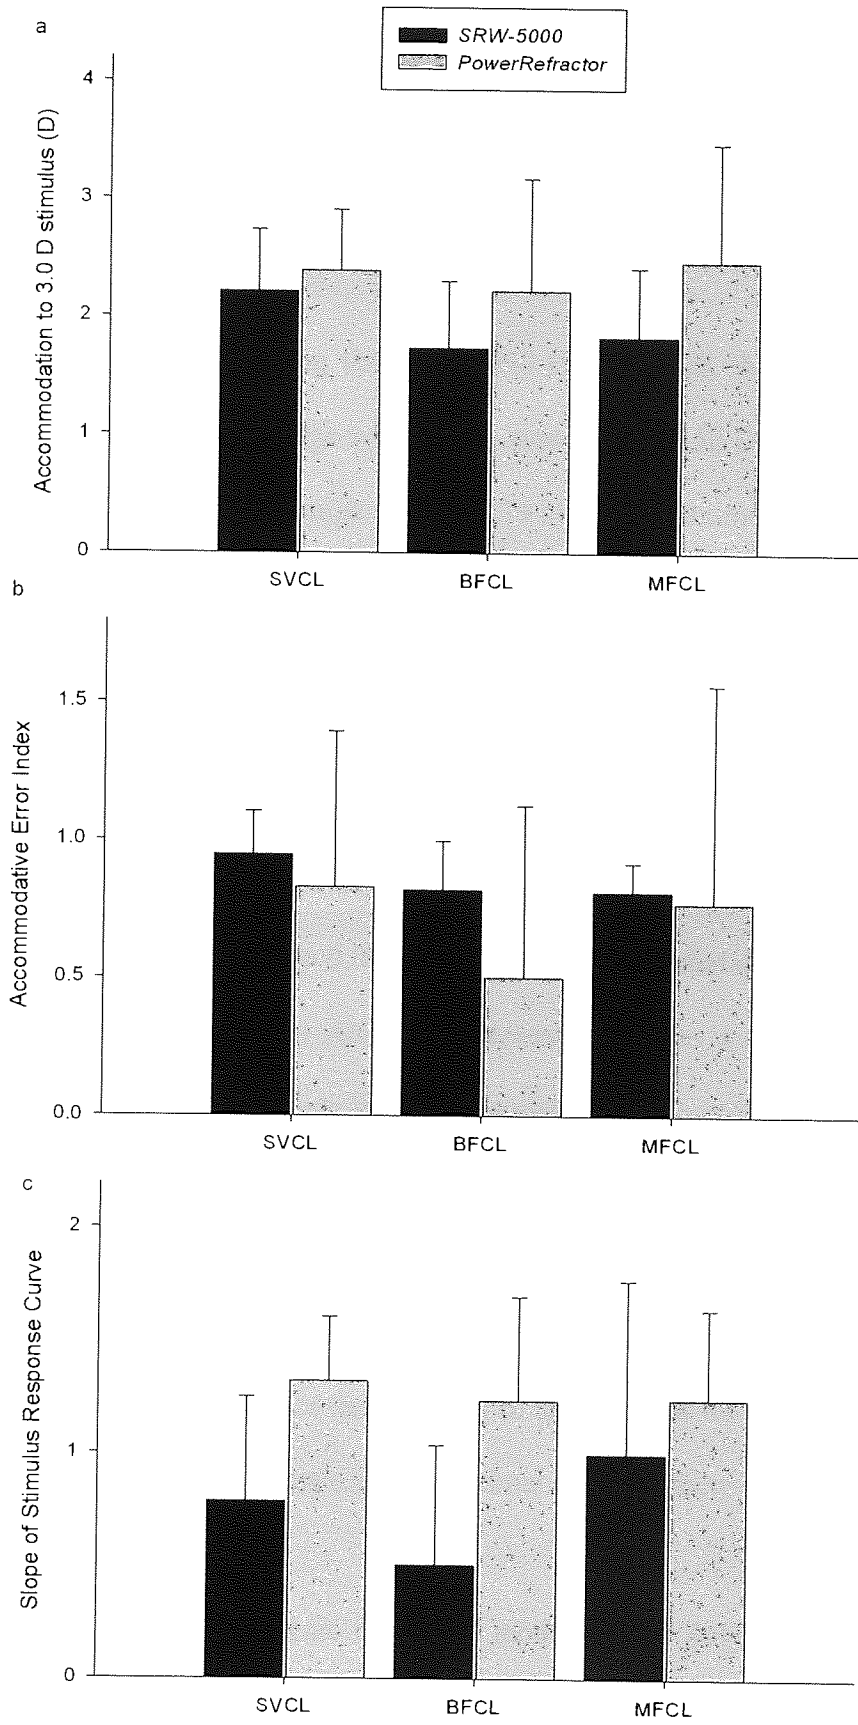 a
SRW-5000
PowerRefractor
Accommodation to 3.0 D stimulus (D)
4
3
2
1
0
SVCL
BFCL
MFCL
b
Accommodative Error Index
1.5
1.0
0.5
0.0
SVCL
BFCL
MFCL
c
Slope of Stimulus Response Curve
2
1
0
SVCL
BFCL
MFCL